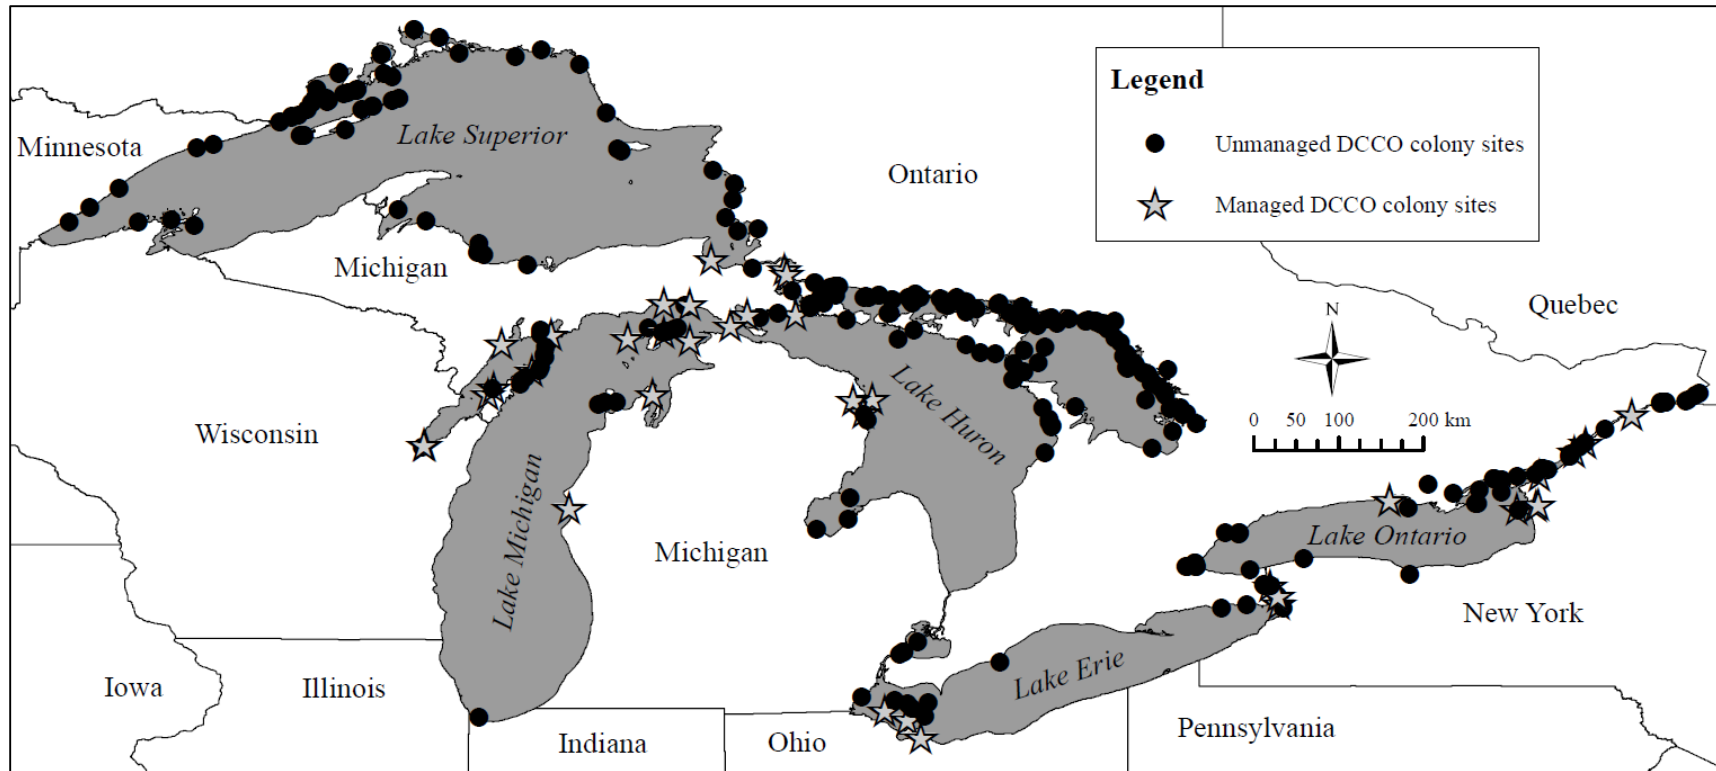 Legend
Unmanaged DCCO colony sites
Managed DCCO colony sites
Minnesota
Lake Superior
Ontario
Michigan
Quebec
N
Wisconsin
Lake Huron
0 50 100 200 km
Lake Michigan
Michigan
Lake Ontario
New York
Iowa
Illinois
Lake Erie
Indiana
Ohio
Pennsylvania